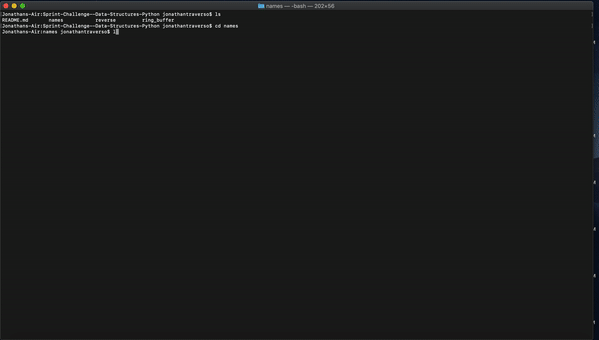 names — -bash — 202×56
Jonathans-Air:Sprint-Challenge--Data-Structures-Python jonathantraverso$ ls
README.md names reverse ring_buffer
Jonathans-Air:Sprint-Challenge--Data-Structures-Python jonathantraverso$ cd names
Jonathans-Air:names jonathantraverso$ l